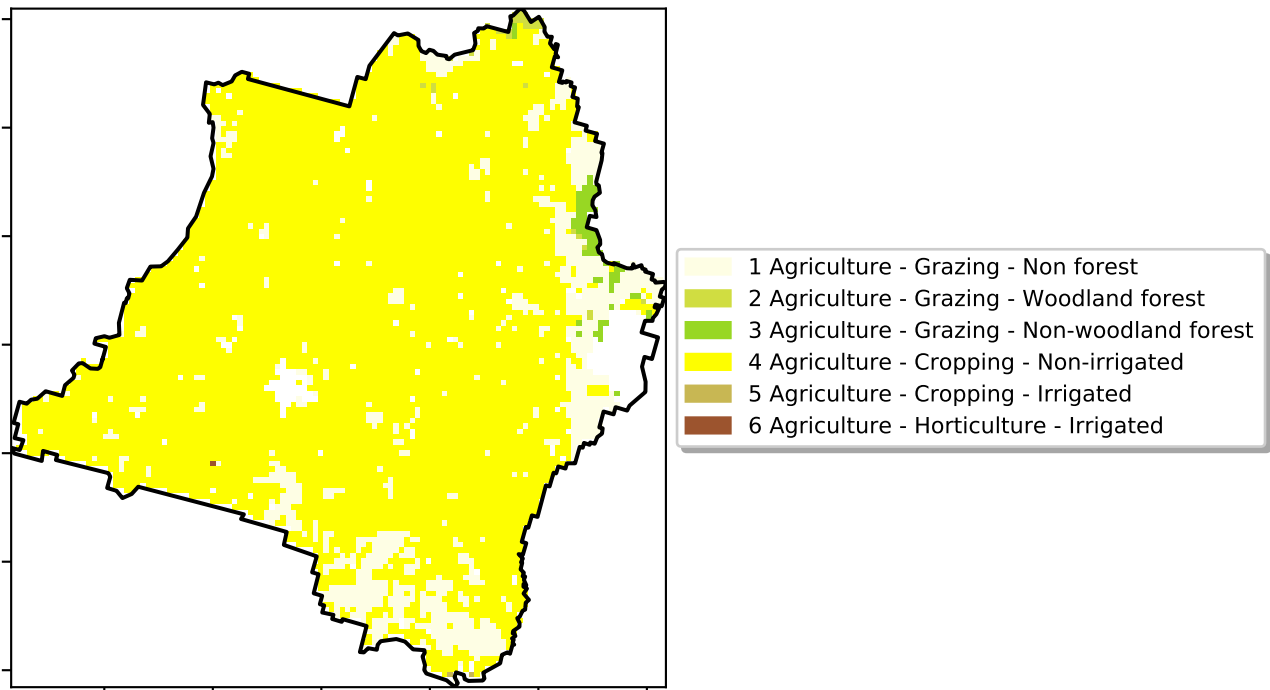 1 Agriculture - Grazing - Non forest
2 Agriculture - Grazing - Woodland forest
3 Agriculture - Grazing - Non-woodland forest
4 Agriculture - Cropping - Non-irrigated
5 Agriculture - Cropping - Irrigated
6 Agriculture - Horticulture - Irrigated